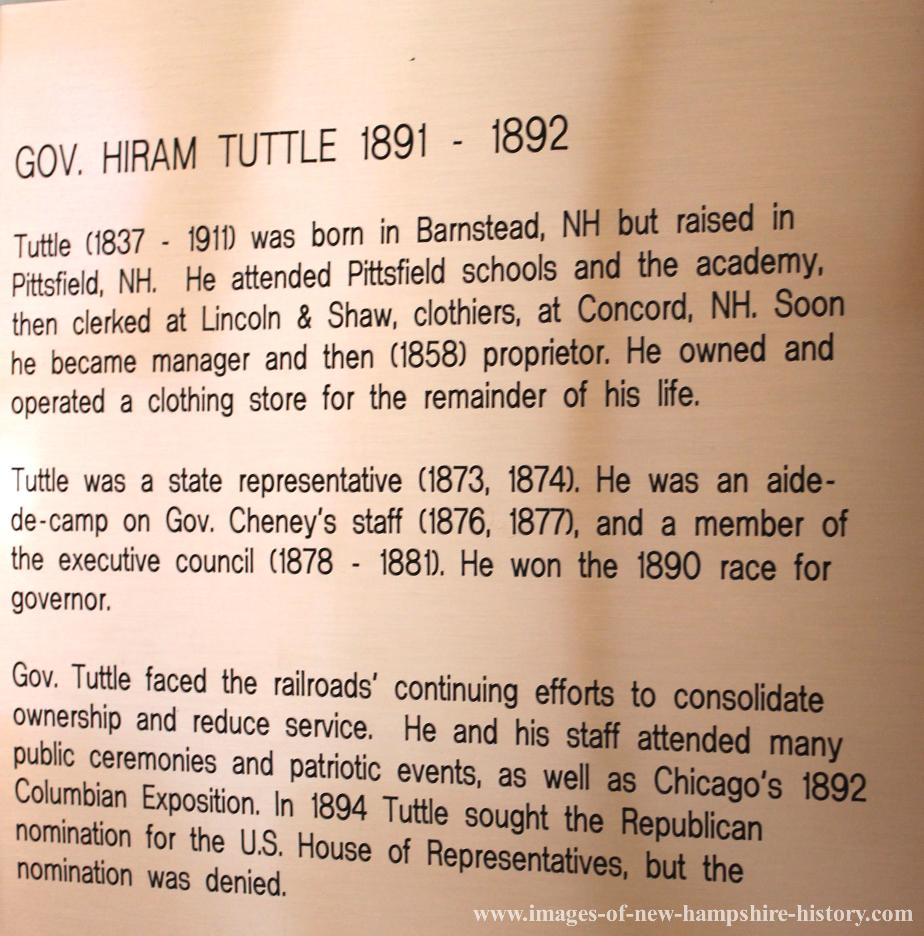 GOV. HIRAM TUTTLE 1891 - 1892
Tuttle (1837 - 1911) was born in Barnstead, NH but raised in
Pittsfield, NH. He attended Pittsfield schools and the academy,
then clerked at Lincoln & Shaw, clothiers, at Concord, NH. Soon
he became manager and then (1858) proprietor. He owned and
operated a clothing store for the remainder of his life.
Tuttle was a state representative (1873, 1874). He was an aide-
de-camp on Gov. Cheney's staff (1876, 1877), and a member of
the executive council (1878 - 1881). He won the 1890 race for
governor.
Gov. Tuttle faced the railroads' continuing efforts to consolidate
ownership and reduce service. He and his staff attended many
public ceremonies and patriotic events, as well as Chicago's 1892
Columbian Exposition. In 1894 Tuttle sought the Republican
nomination for the U.S. House of Representatives, but the
nomination was denied.
www.images-of-new-hampshire-history.com